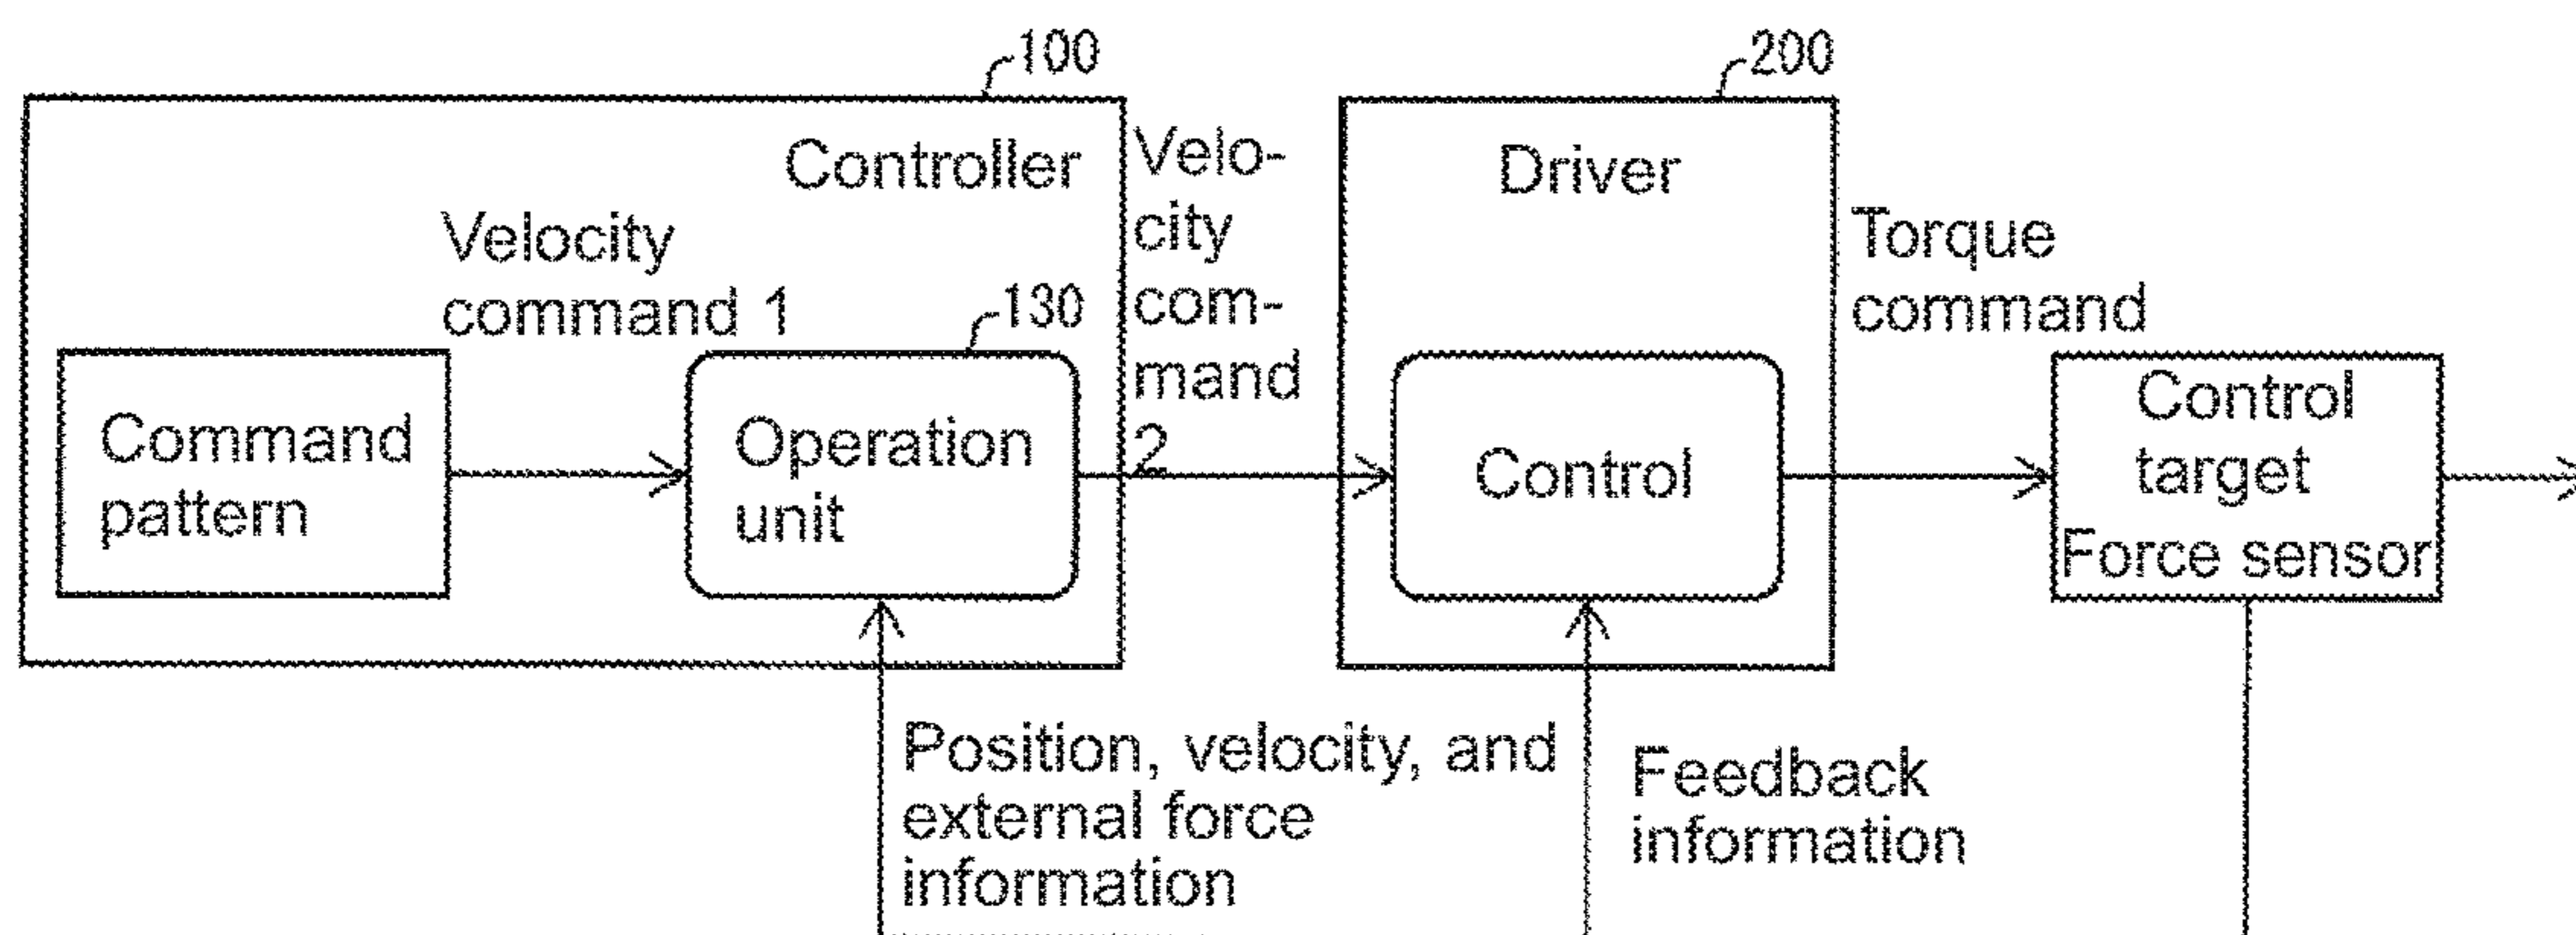 100
200
Controller
Velo-
city
com-
mand
2
Driver
Velocity
command 1
130
Torque
command
Command
pattern
Operation
unit
Control
Control
target
Force sensor
Position, velocity, and
external force
information
Feedback
information